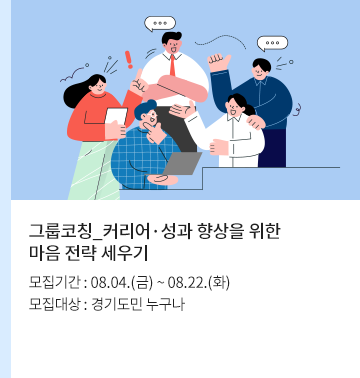 그룹코칭_커리어·성과 향상을 위한
마음 전략 세우기
모집기간 : 08.04.(금) ~ 08.22.(화)
모집대상 : 경기도민 누구나